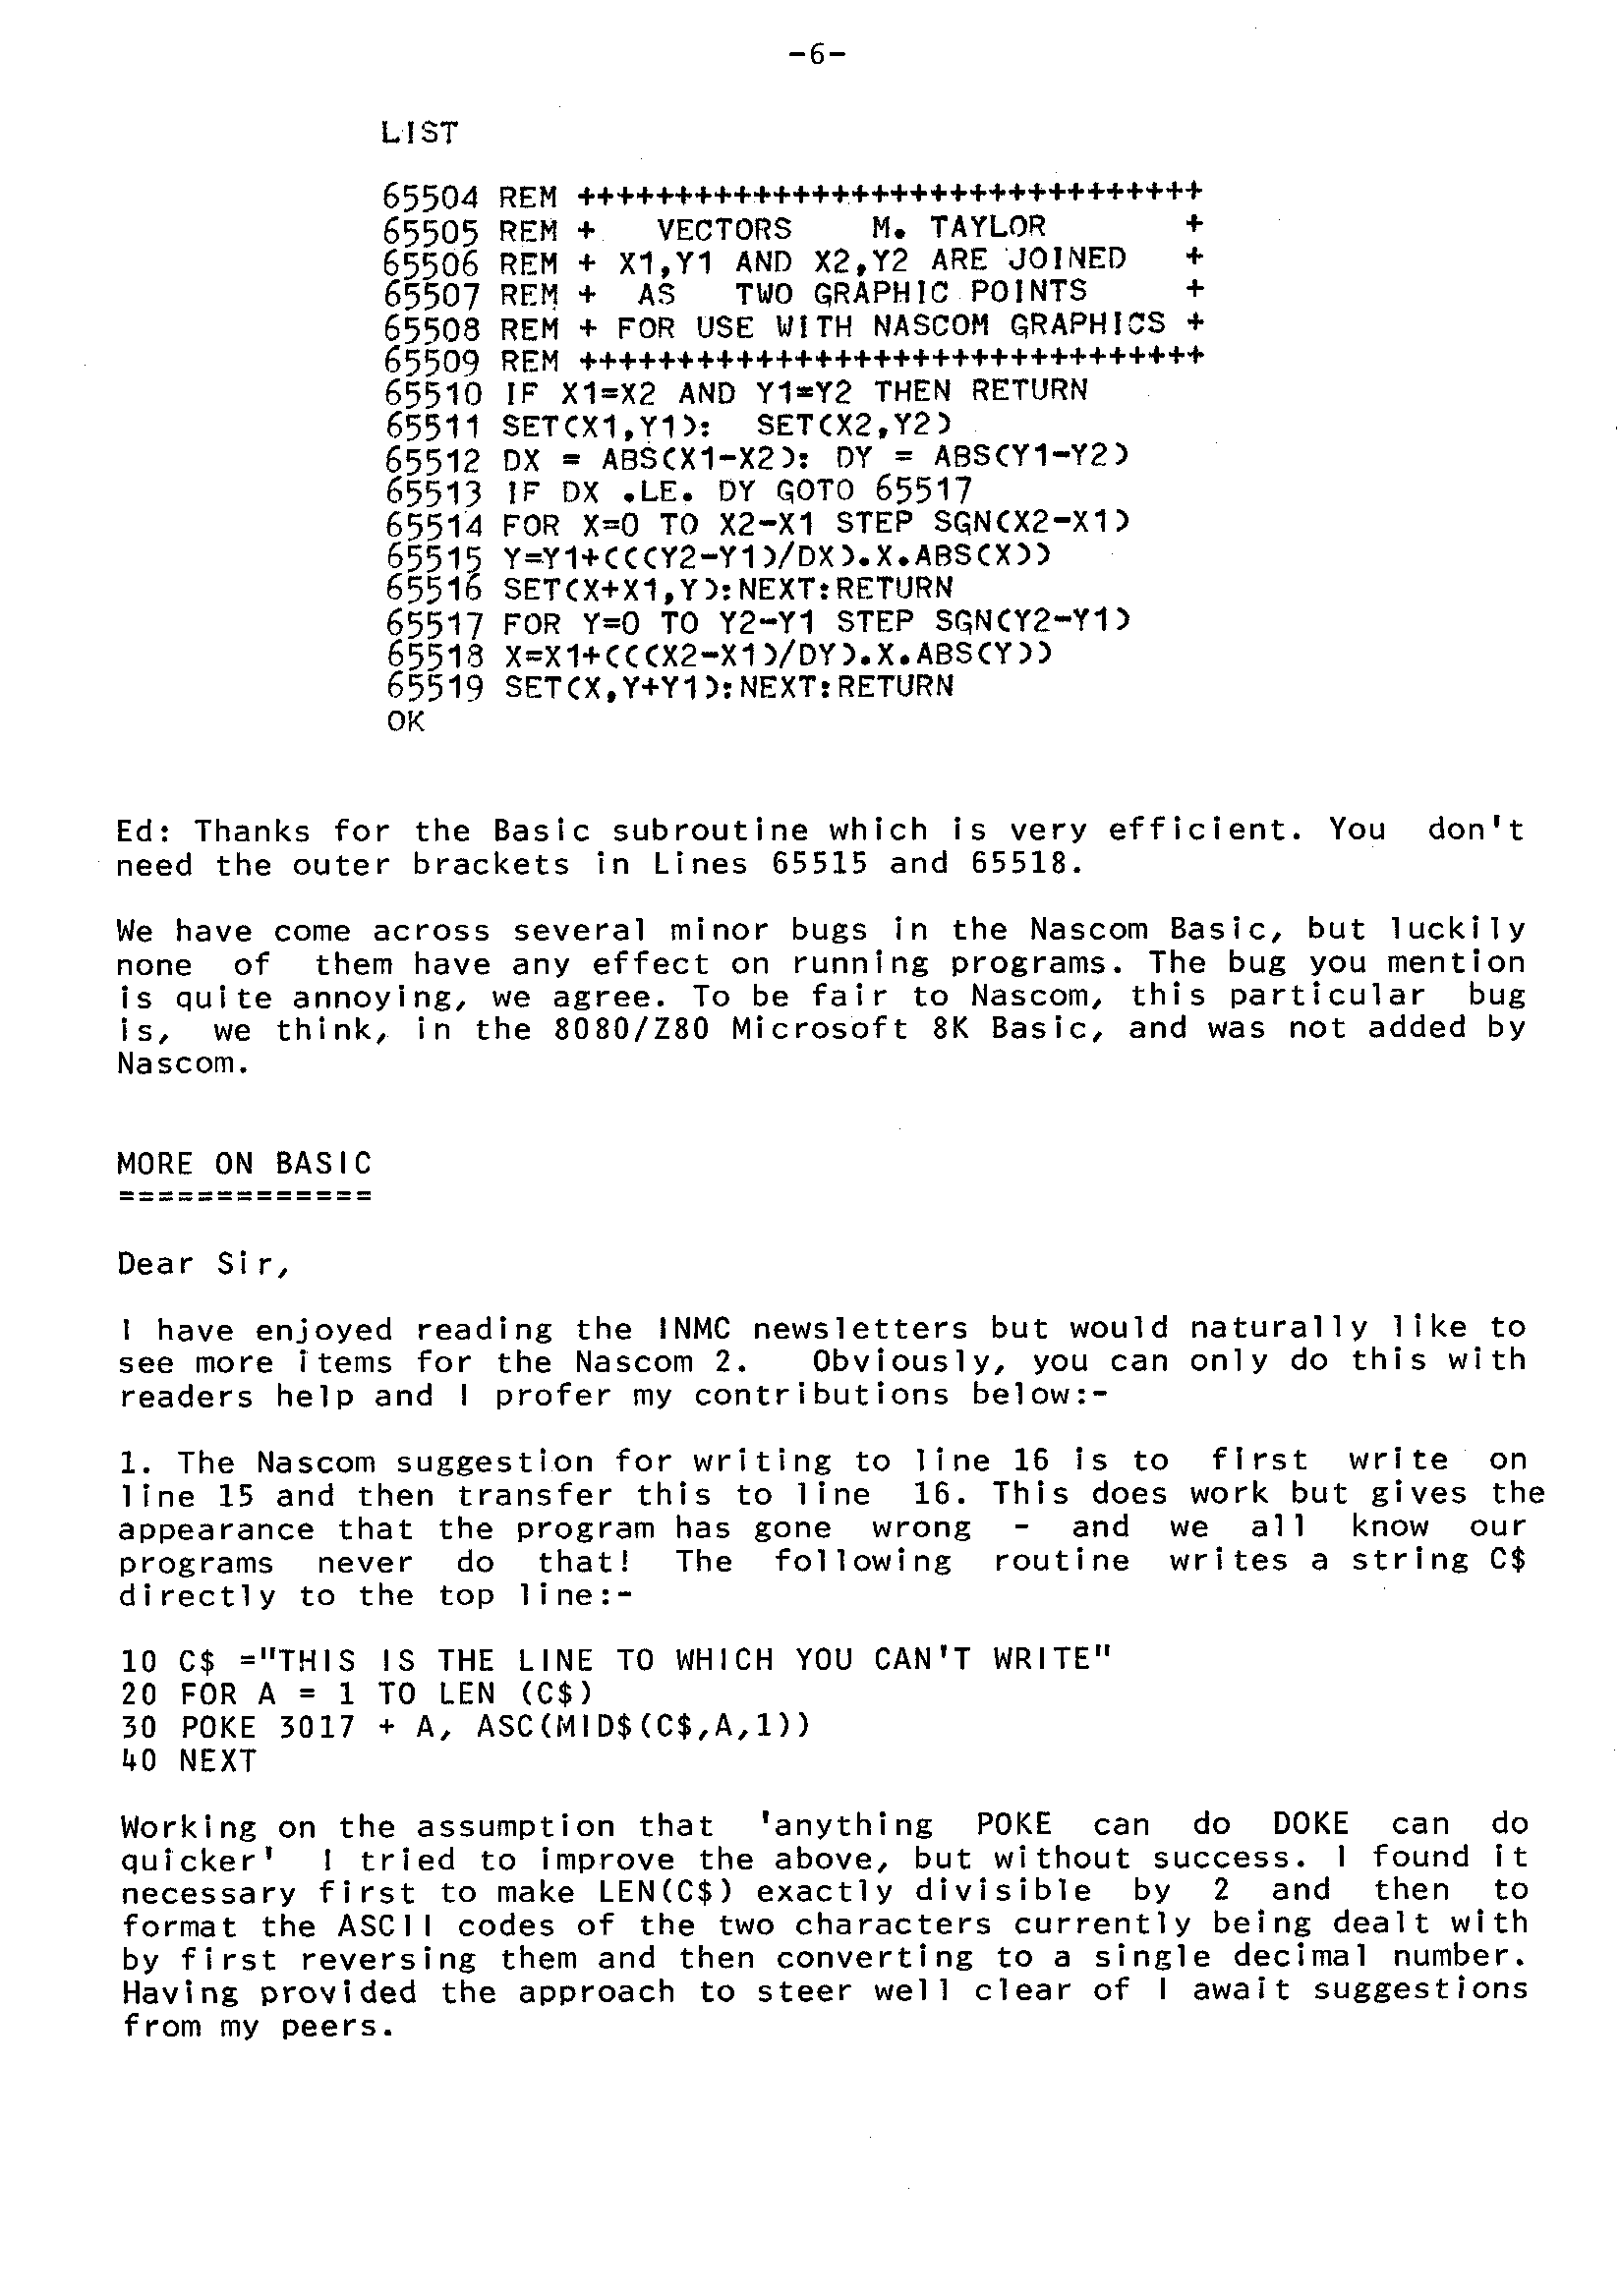 -6-
LIST
65504 REM ++++++++++++++++++++++++++++++++
65505 REM +   VECTORS    M. TAYLOR       +
65506 REM + X1,Y1 AND X2,Y2 ARE JOINED   +
65507 REM +  AS   TWO GRAPHIC POINTS     +
65508 REM + FOR USE WITH NASCOM GRAPHICS +
65509 REM ++++++++++++++++++++++++++++++++
65510 IF X1=X2 AND Y1=Y2 THEN RETURN
65511 SET(X1,Y1):  SET(X2,Y2)
65512 DX = ABS(X1-X2): DY = ABS(Y1-Y2)
65513 IF DX .LE. DY GOTO 65517
65514 FOR X=0 TO X2-X1 STEP SGN(X2-X1)
65515 Y=Y1+(((Y2-Y1)/DX).X.ABS(X))
65516 SET(X+X1,Y):NEXT:RETURN
65517 FOR Y=0 TO Y2-Y1 STEP SGN(Y2-Y1)
65518 X=X1+(((X2-X1)/DY).X.ABS(Y))
65519 SET(X,Y+Y1):NEXT:RETURN
OK
Ed: Thanks for the Basic subroutine which is very efficient. You don't
need the outer brackets in Lines 65515 and 65518.
We have come across several minor bugs in the Nascom Basic, but luckily
none of them have any effect on running programs. The bug you mention
is quite annoying, we agree. To be fair to Nascom, this particular bug
is, we think, in the 8080/Z80 Microsoft 8K Basic, and was not added by
Nascom.
MORE ON BASIC
=============
Dear Sir,
I have enjoyed reading the INMC newsletters but would naturally like to
see more items for the Nascom 2. Obviously, you can only do this with
readers help and I profer my contributions below:-
1. The Nascom suggestion for writing to line 16 is to first write on
line 15 and then transfer this to line 16. This does work but gives the
appearance that the program has gone wrong - and we all know our
programs never do that! The following routine writes a string C$
directly to the top line:-
10 C$ ="THIS IS THE LINE TO WHICH YOU CAN'T WRITE"
20 FOR A = 1 TO LEN (C$)
30 POKE 3017 + A, ASC(MID$(C$,A,1))
40 NEXT
Working on the assumption that 'anything POKE can do DOKE can do
quicker' I tried to improve the above, but without success. I found it
necessary first to make LEN(C$) exactly divisible by 2 and then to
format the ASCII codes of the two characters currently being dealt with
by first reversing them and then converting to a single decimal number.
Having provided the approach to steer well clear of I await suggestions
from my peers.